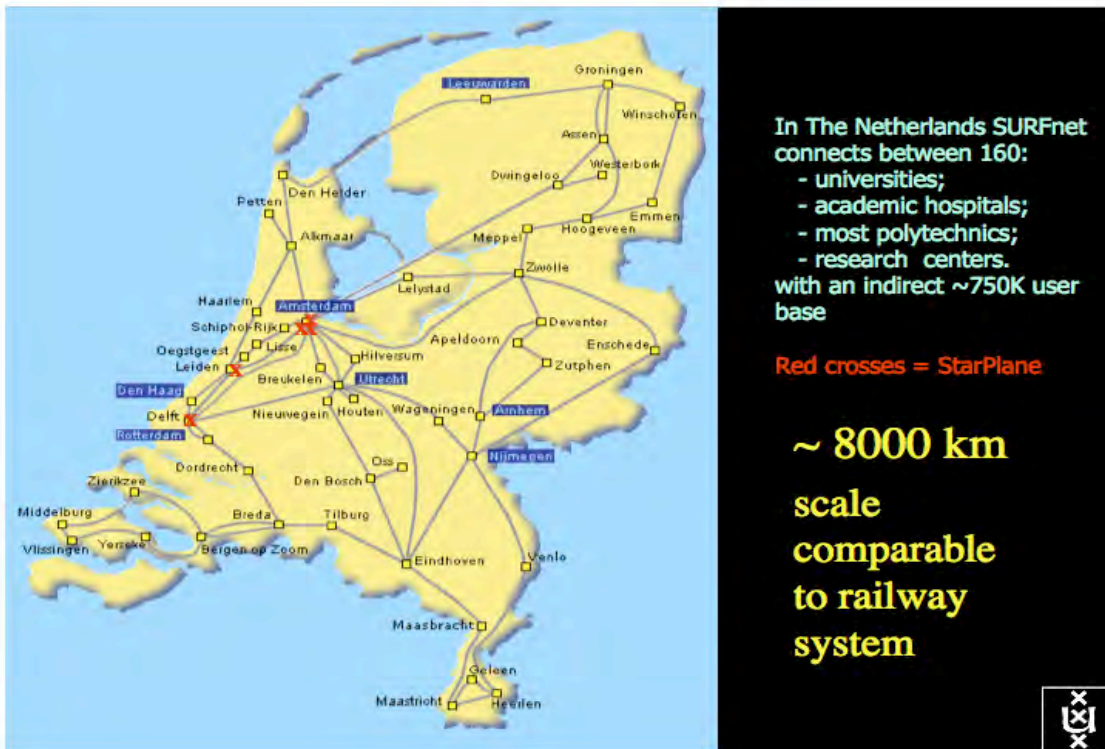 Groningen
Leeuwarden
Winschoten
Assen
Westerbork
Dwingeloo
Den Helder
Petten
Emmen
Hoogeveen
Meppel
Alkmaar
Zwolle
Lelystad
Haarlem
Amsterdam
Schiphol-Rijk
Deventer
Apeldoorn
Enschede
Lisse
Oegstgeest
Hilversum
Zutphen
Leiden
Breukelen
Utrecht
Den Haag
Nieuwegein
Houten
Wageningen
Arnhem
Delft
Rotterdam
Nijmegen
Oss
Dordrecht
Den Bosch
Zierikzee
Middelburg
Breda
Tilburg
Vlissingen
Yerseke
Bergen op Zoom
Eindhoven
Venlo
Maasbracht
Geleen
Maastricht
Heerlen
X
X
X
X
X
In The Netherlands SURFnet
connects between 160:
- universities;
- academic hospitals;
- most polytechnics;
- research centers.
with an indirect ~750K user
base
Red crosses = StarPlane
~ 8000 km
scale
comparable
to railway
system